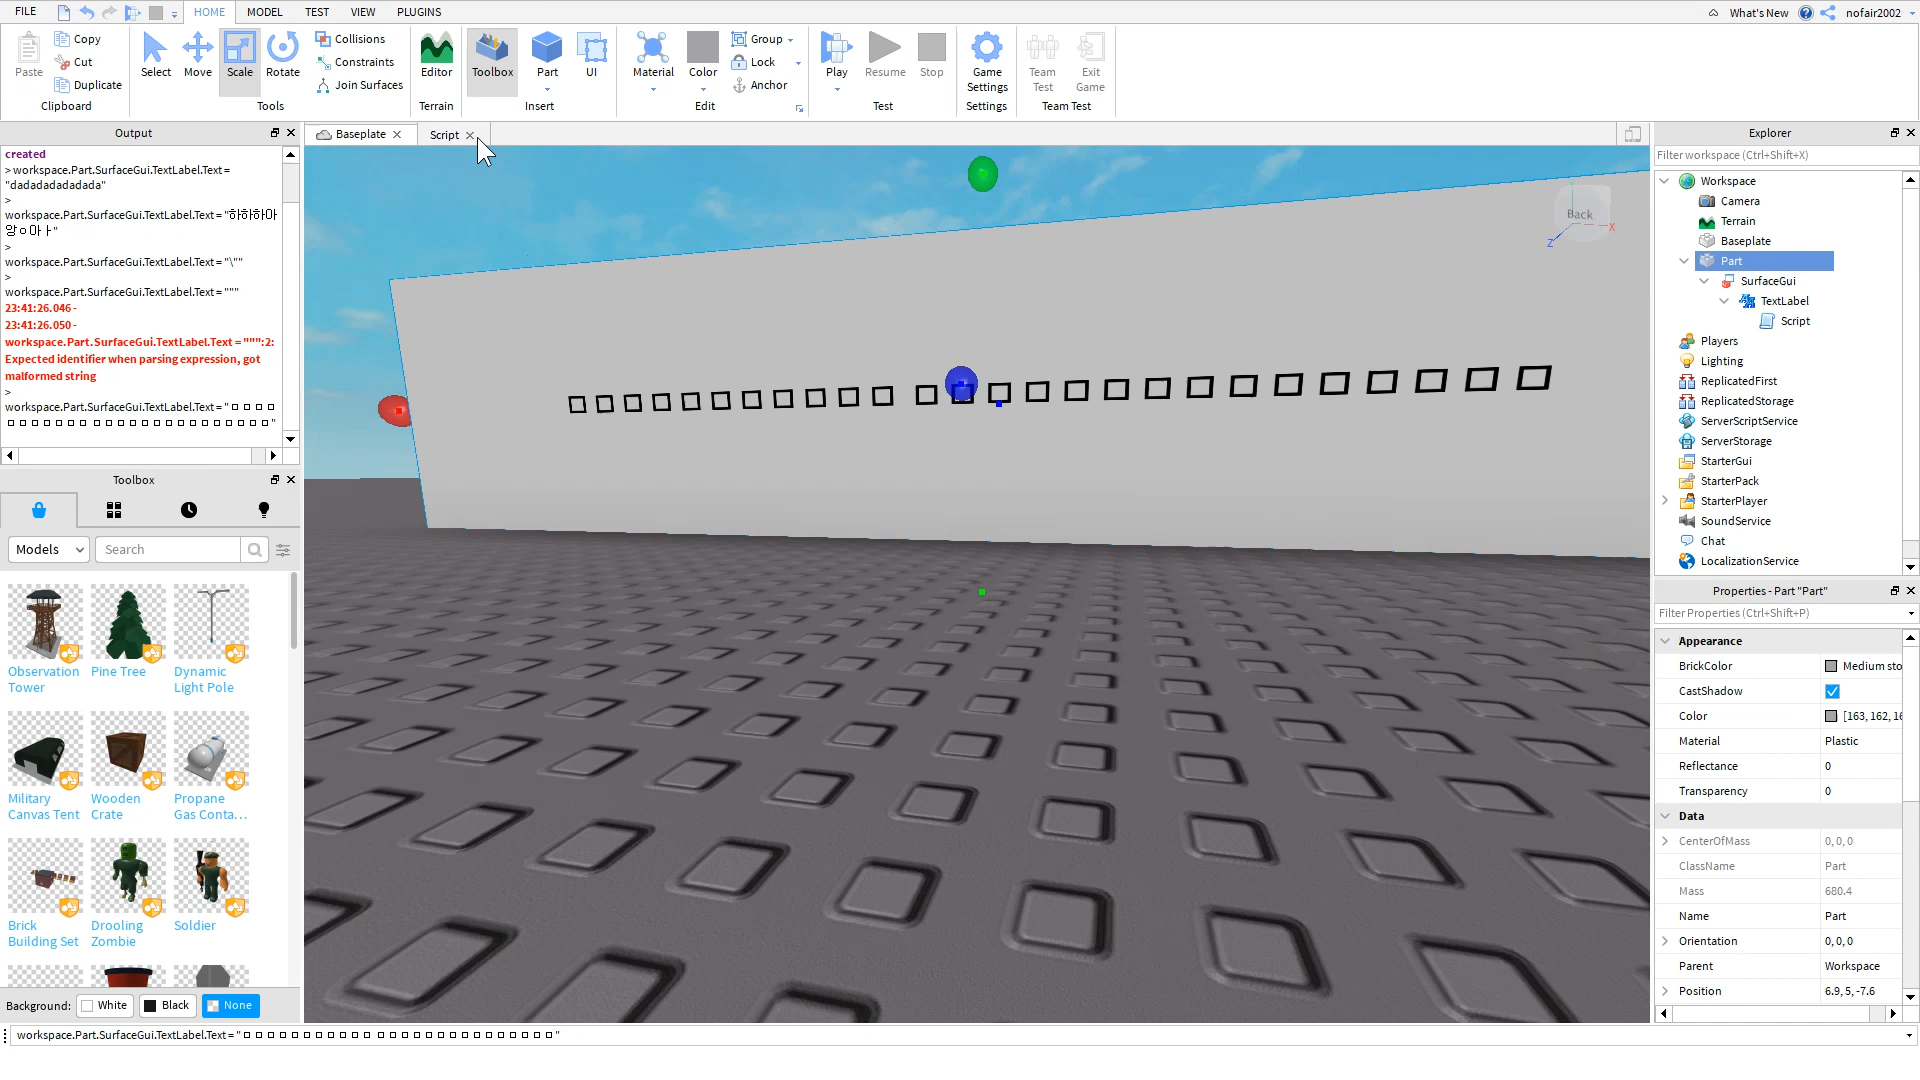 FILE
HOME
MODEL
TEST
VIEW
PLUGINS
What's New
nofair2002
Paste
Copy
Cut
Duplicate
Clipboard
Select
Move
Scale
Rotate
Collisions
Constraints
Join Surfaces
Tools
Editor
Terrain
Toolbox
Part
UI
Insert
Material
Color
Group
Lock
Anchor
Edit
Play
Resume
Stop
Test
Game
Settings
Settings
Team
Test
Exit
Game
Team Test
Output
created
> workspace.Part.SurfaceGui.TextLabel.Text =
"dadadadadadada"
>
workspace.Part.SurfaceGui.TextLabel.Text = "하하하아
앙ㅇ아ㅏ"
>
workspace.Part.SurfaceGui.TextLabel.Text = "\""
>
workspace.Part.SurfaceGui.TextLabel.Text = """
23:41:26.046 -
23:41:26.050 -
workspace.Part.SurfaceGui.TextLabel.Text = """:2:
Expected identifier when parsing expression, got
malformed string
>
workspace.Part.SurfaceGui.TextLabel.Text = "□ □ □ □
□ □ □ □ □ □ □ □ □ □ □ □ □ □ □ □ □ □"
Baseplate
Script
Back
X
Z
Toolbox
Models
Search
Observation
Tower
Pine Tree
Dynamic
Light Pole
Military
Canvas Tent
Wooden
Crate
Propane
Gas Conta...
Brick
Building Set
Drooling
Zombie
Soldier
Background:
White
Black
None
Explorer
Filter workspace (Ctrl+Shift+X)
Workspace
Camera
Terrain
Baseplate
Part
SurfaceGui
TextLabel
Script
Players
Lighting
ReplicatedFirst
ReplicatedStorage
ServerScriptService
ServerStorage
StarterGui
StarterPack
StarterPlayer
SoundService
Chat
LocalizationService
Properties - Part "Part"
Filter Properties (Ctrl+Shift+P)
Appearance
BrickColor Medium sto
CastShadow
Color [163, 162, 16
Material Plastic
Reflectance 0
Transparency 0
Data
CenterOfMass 0, 0, 0
ClassName Part
Mass 680.4
Name Part
Orientation 0, 0, 0
Parent Workspace
Position 6.9, 5, -7.6
workspace.Part.SurfaceGui.TextLabel.Text = "□ □ □ □ □ □ □ □ □ □ □ □ □ □ □ □ □ □ □ □ □ □ □ □ □ □"